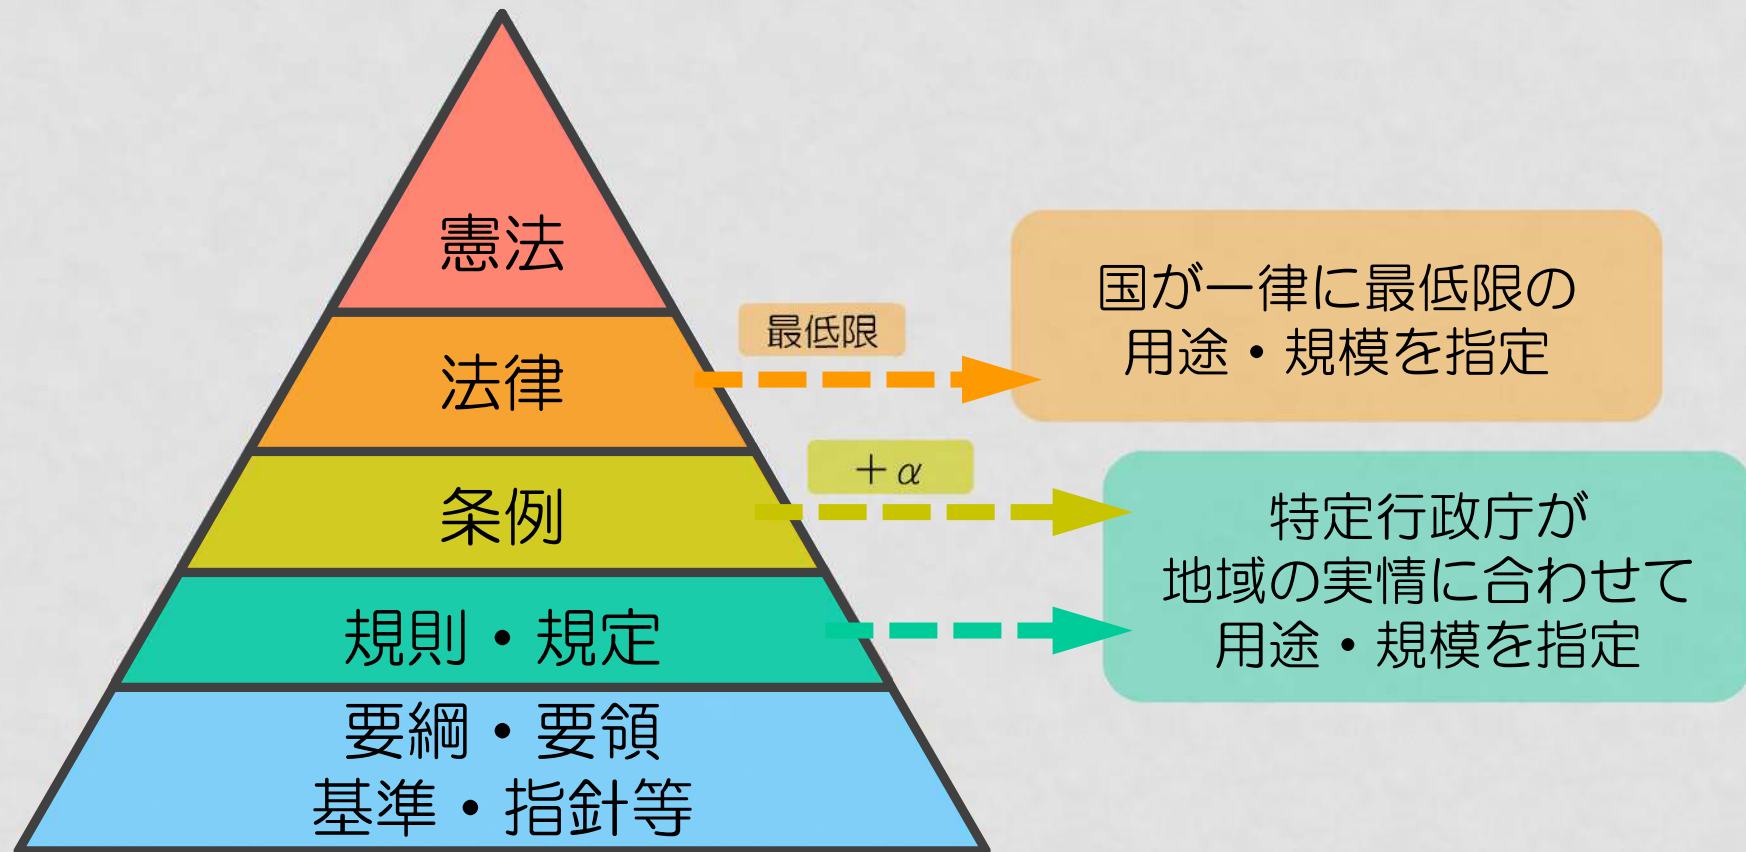 憲法
法律
条例
規則・規定
要綱・要領
基準・指針等
最低限
国が一律に最低限の
用途・規模を指定
+α
特定行政庁が
地域の実情に合わせて
用途・規模を指定